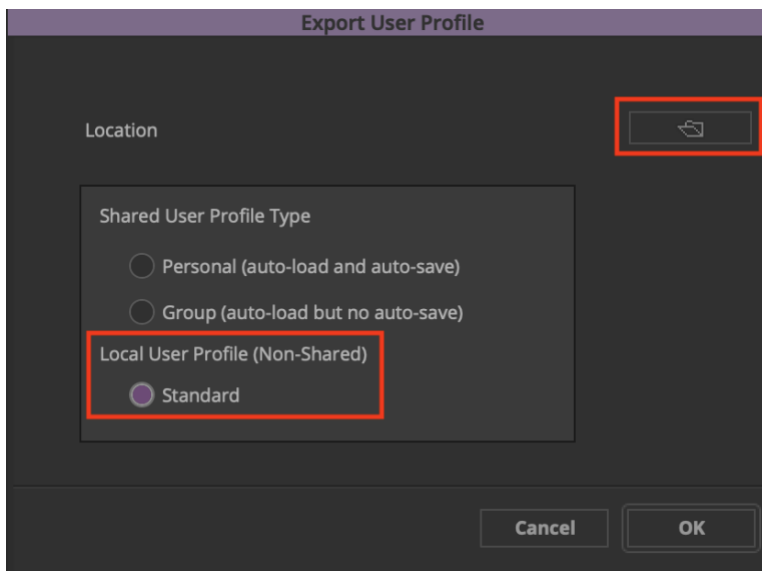 Export User Profile
Location
Shared User Profile Type
Personal (auto-load and auto-save)
Group (auto-load but no auto-save)
Local User Profile (Non-Shared)
Standard
Cancel OK